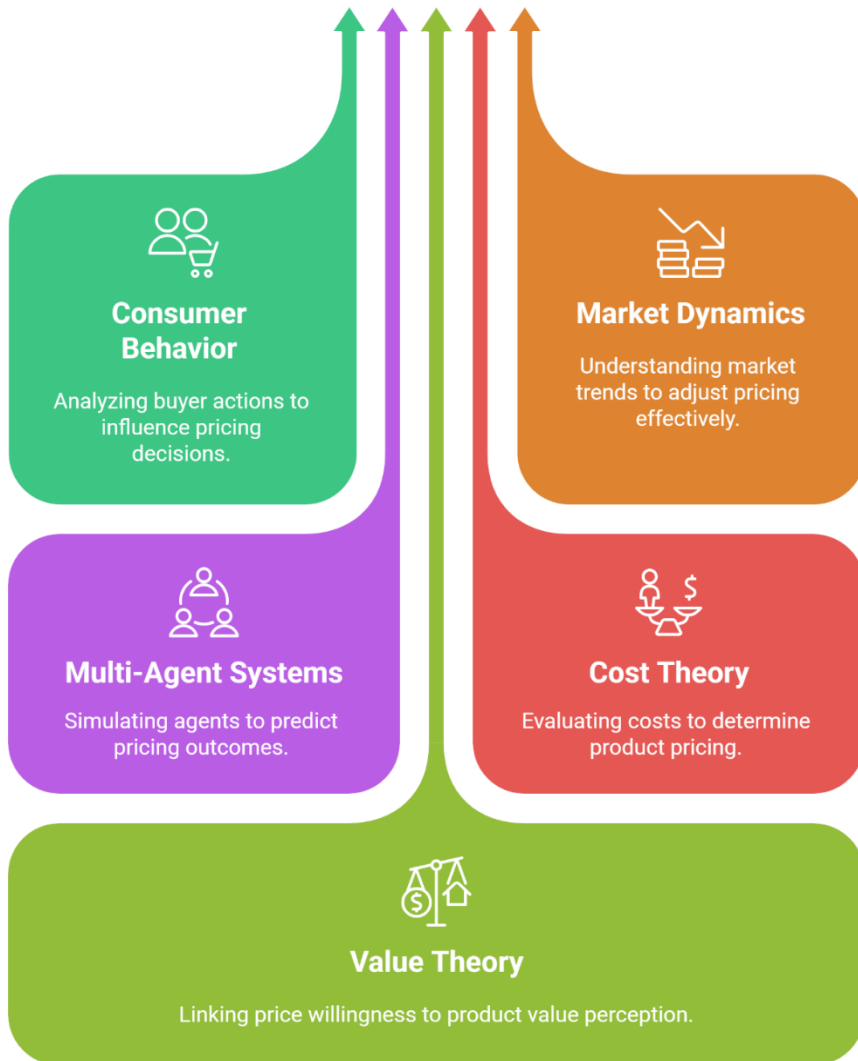 Consumer
Behavior
Analyzing buyer actions to
influence pricing
decisions.
Market Dynamics
Understanding market
trends to adjust pricing
effectively.
Multi-Agent Systems
Simulating agents to predict
pricing outcomes.
$
Cost Theory
Evaluating costs to determine
product pricing.
$
Value Theory
Linking price willingness to product value perception.